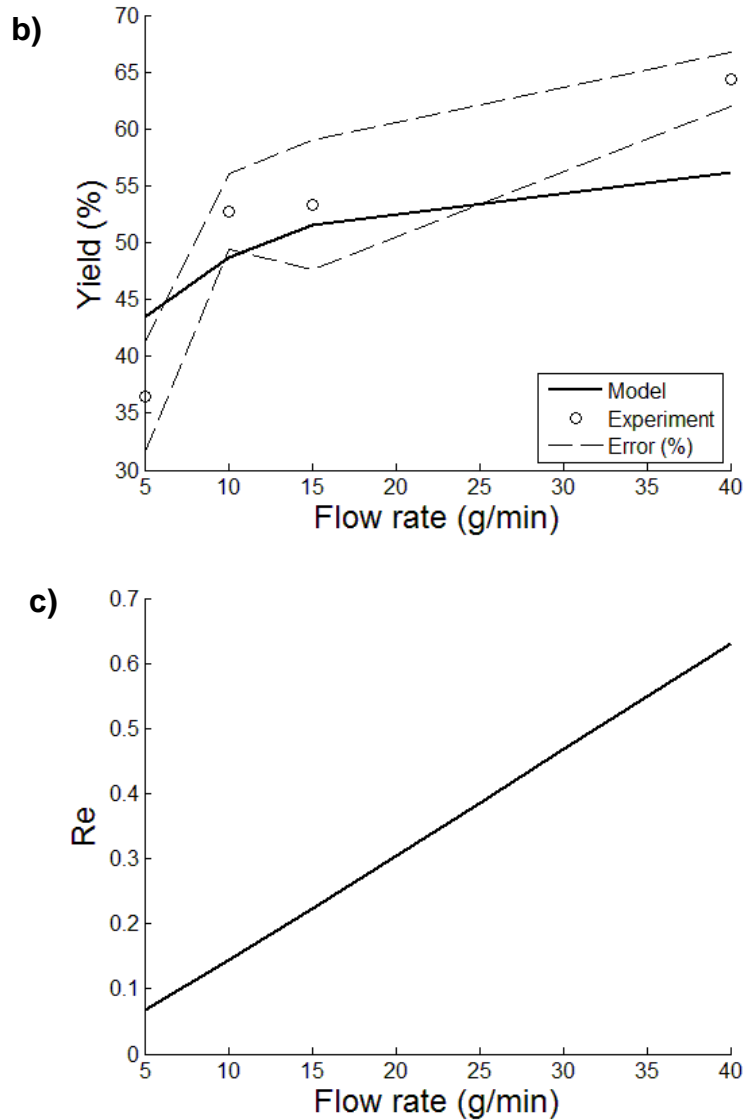 b)
70
65
60
55
50
45
40
35
30
Yield (%)
Model
Experiment
Error (%)
5 10 15 20 25 30 35 40
Flow rate (g/min)
c)
0.7
0.6
0.5
0.4
0.3
0.2
0.1
0
Re
5 10 15 20 25 30 35 40
Flow rate (g/min)